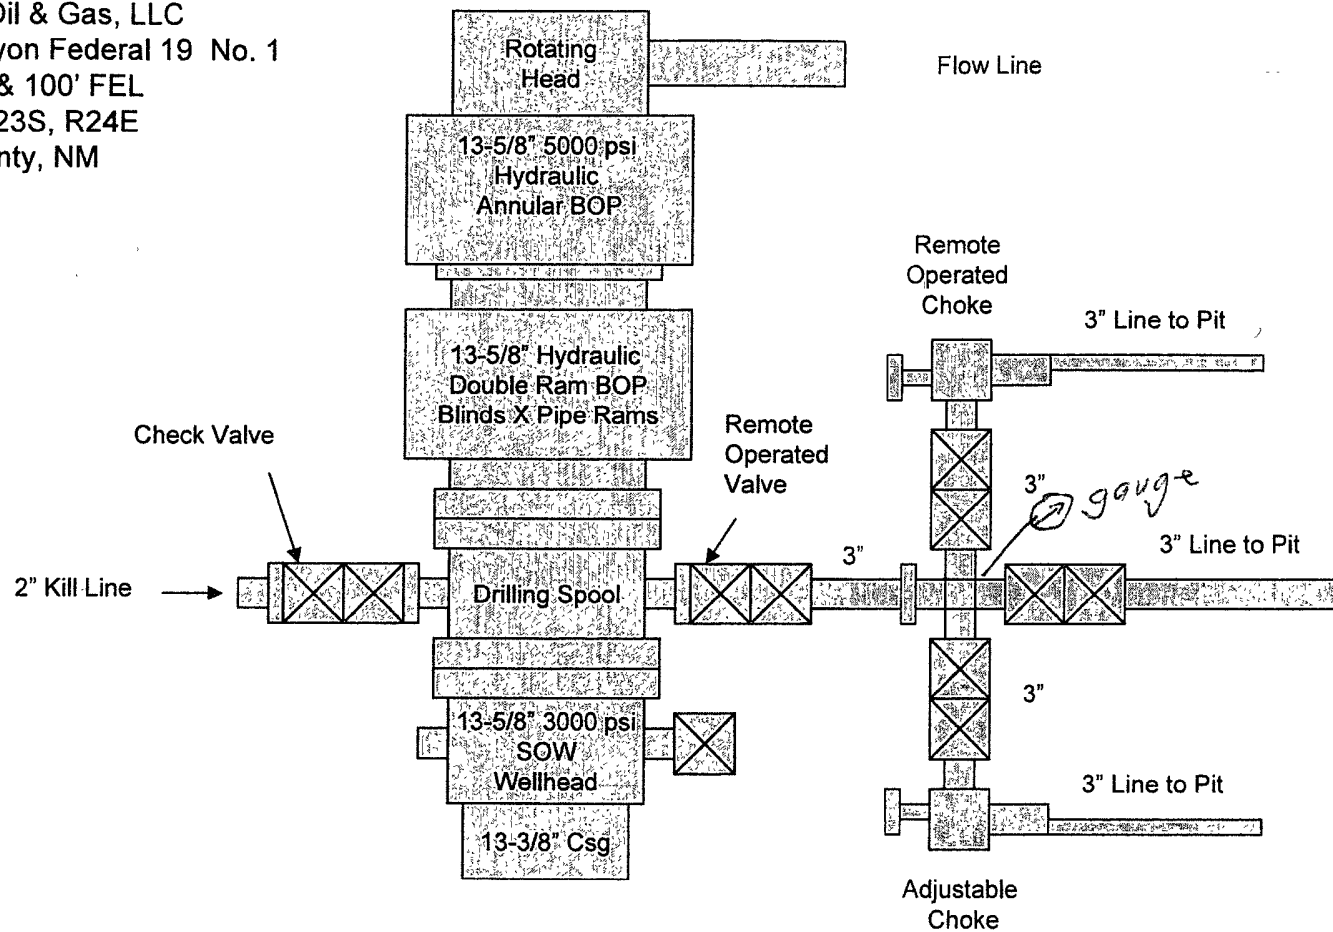 Oil & Gas, LLC
yon Federal 19 No. 1
& 100' FEL
23S, R24E
nty, NM
Rotating
Head
Flow Line
13-5/8" 5000 psi
Hydraulic
Annular BOP
Remote
Operated
Choke
3" Line to Pit
13-5/8" Hydraulic
Double Ram BOP
Blinds X Pipe Rams
Check Valve
Remote
Operated
Valve
3"
gauge
3"
3" Line to Pit
2" Kill Line
Drilling Spool
3"
13-5/8" 3000 psi
SOW
Wellhead
3" Line to Pit
13-3/8" Csg
Adjustable
Choke